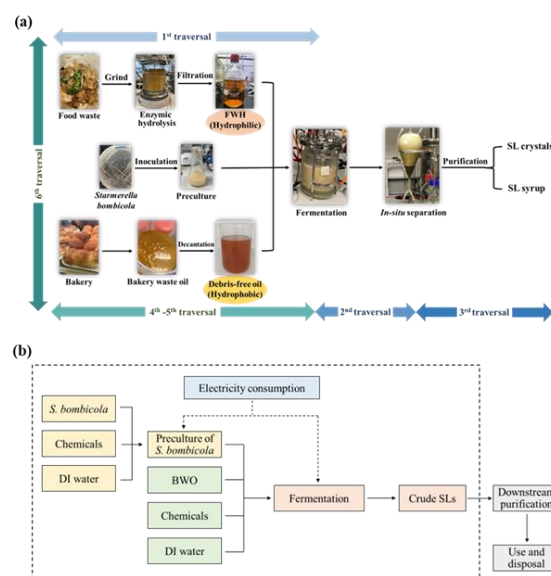 (a)
1st traversal
Grind
Filtration
Food waste
Enzymic
hydrolysis
FWH
(Hydrophilic)
6th traversal
Inoculation
Starmerella
bombicola
Preculture
Fermentation
In-situ separation
Purification
SL crystals
SL syrup
Decantation
Bakery
Bakery waste oil
Debris-free oil
(Hydrophobic)
4th -5th traversal
2nd traversal
3rd traversal
(b)
Electricity consumption
S. bombicola
Chemicals
DI water
Preculture of
S. bombicola
BWO
Chemicals
DI water
Fermentation
Crude SLs
Downstream
purification
Use and
disposal